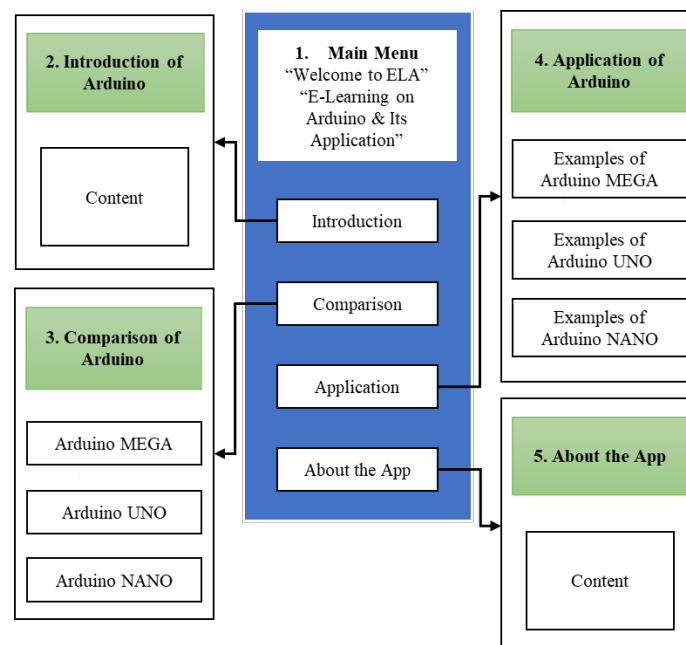 1. Main Menu
“Welcome to ELA”
“E-Learning on
Arduino & Its
Application”
Introduction
Comparison
Application
About the App
2. Introduction of
Arduino
Content
3. Comparison of
Arduino
Arduino MEGA
Arduino UNO
Arduino NANO
4. Application of
Arduino
Examples of
Arduino MEGA
Examples of
Arduino UNO
Examples of
Arduino NANO
5. About the App
Content